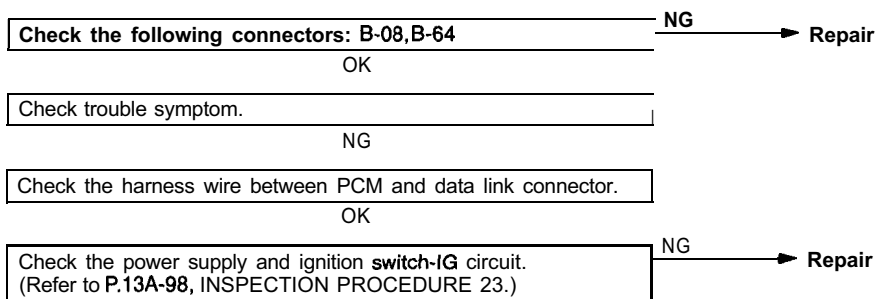 Check the following connectors: B-08,B-64
NG
Repair
OK
Check trouble symptom.
NG
Check the harness wire between PCM and data link connector.
OK
Check the power supply and ignition switch-IG circuit.
(Refer to P.13A-98, INSPECTION PROCEDURE 23.)
NG
Repair